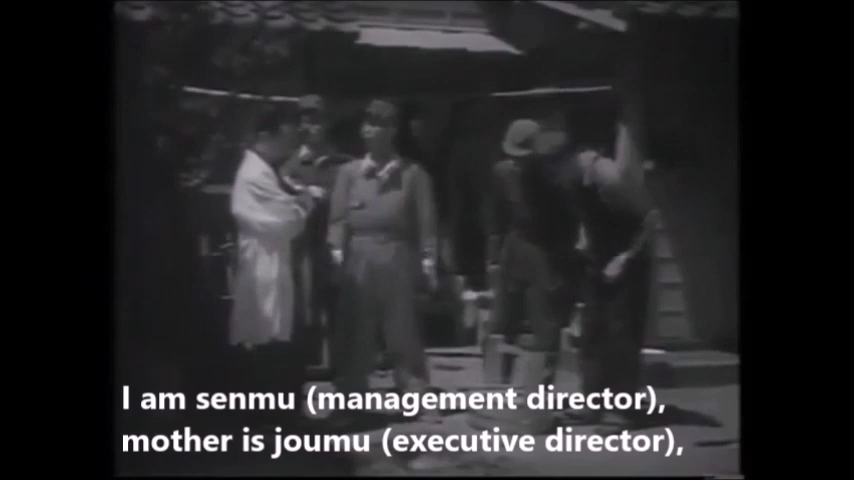 I am senmu (management director),
mother is joumu (executive director),